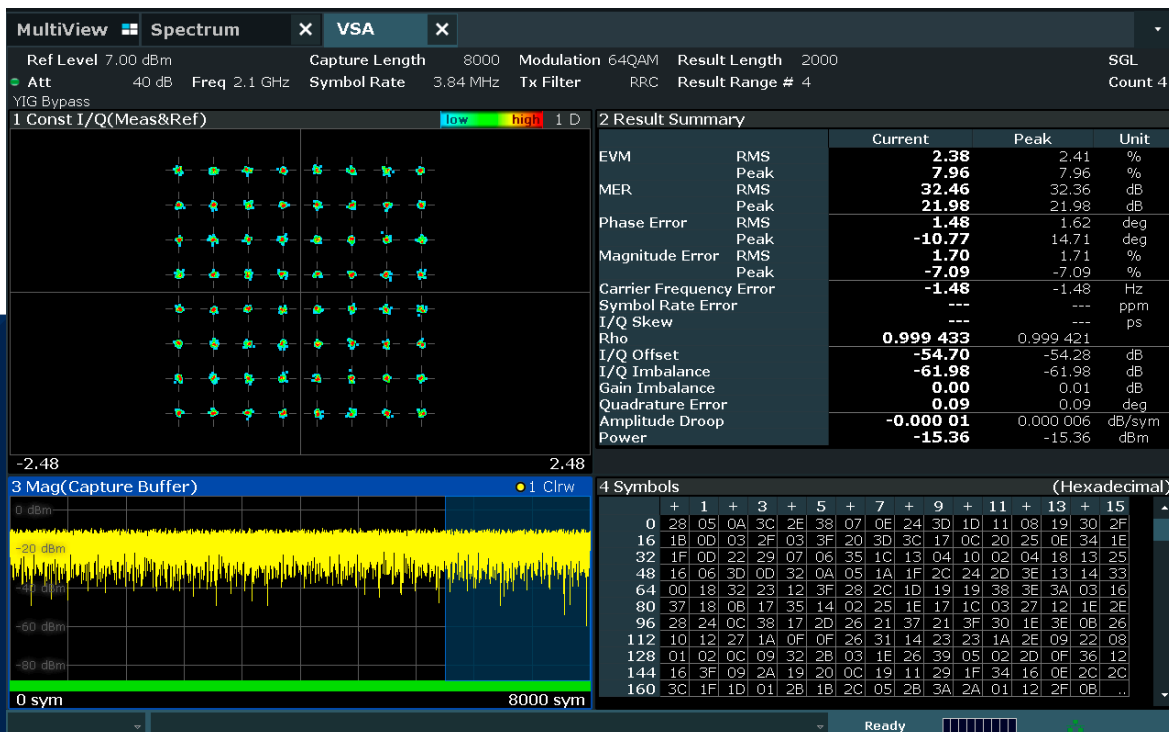 MultiView Spectrum × VSA ×
Ref Level 7.00 dBm Capture Length 8000 Modulation 64QAM Result Length 2000 SGL
Att 40 dB Freq 2.1 GHz Symbol Rate 3.84 MHz Tx Filter RRC Result Range # 4 Count 4
YIG Bypass
1 Const I/Q(Meas&Ref) low high 1 D
-2.48 2.48
2 Result Summary
Current Peak Unit
EVM RMS 2.38 2.41 %
Peak 7.96 7.96 %
MER RMS 32.46 32.36 dB
Peak 21.98 21.98 dB
Phase Error RMS 1.48 1.62 deg
Peak -10.77 14.71 deg
Magnitude Error RMS 1.70 1.71 %
Peak -7.09 -7.09 %
Carrier Frequency Error -1.48 -1.48 Hz
Symbol Rate Error --- --- ppm
I/Q Skew --- --- ps
Rho 0.999 433 0.999 421
I/Q Offset -54.70 -54.28 dB
I/Q Imbalance -61.98 -61.98 dB
Gain Imbalance 0.00 0.01 dB
Quadrature Error 0.09 0.09 deg
Amplitude Droop -0.000 01 0.000 006 dB/sym
Power -15.36 -15.36 dBm
3 Mag(Capture Buffer) 1 Clrw
0 dBm
-20 dBm
-60 dBm
-80 dBm
0 sym 8000 sym
4 Symbols (Hexadecimal)
+ 1 + 3 + 5 + 7 + 9 + 11 + 13 + 15
0 28 05 0A 3C 2E 38 07 0E 24 3D 1D 11 08 19 30 2F
16 1B 0D 03 2F 03 3F 20 3D 3C 17 0C 20 25 0E 34 1E
32 1F 0D 22 29 07 06 35 1C 13 04 10 02 04 18 13 25
48 16 06 3D 0D 32 0A 05 1A 1F 2C 24 2D 3E 13 14 33
64 00 18 32 23 12 3F 28 2C 1D 19 19 38 3E 3A 03 16
80 37 18 0B 17 35 14 02 25 1E 17 1C 03 27 12 1E 2E
96 28 24 0C 38 17 2D 26 21 37 21 3F 30 1E 3E 0B 26
112 10 12 27 1A 0F 0F 26 31 14 23 23 1A 2E 09 22 08
128 01 02 0C 09 32 2B 03 1E 26 39 05 02 2D 0F 36 12
144 16 3F 09 2A 19 20 0C 19 11 29 1F 34 16 0E 2C 2C
160 3C 1F 1D 01 2B 1B 2C 05 2B 3A 2A 01 12 2F 0B ..
Ready